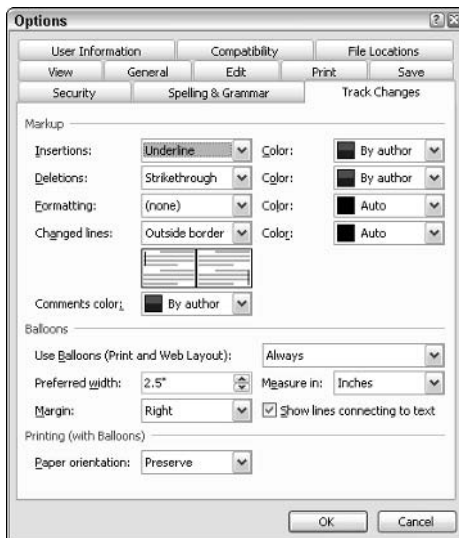 Options
User Information Compatibility File Locations
View General Edit Print Save
Security Spelling & Grammar Track Changes
Markup
Insertions: Underline Color: By author
Deletions: Strikethrough Color: By author
Formatting: (none) Color: Auto
Changed lines: Outside border Color: Auto
Comments color: By author
Balloons
Use Balloons (Print and Web Layout): Always
Preferred width: 2.5" Measure in: Inches
Margin: Right Show lines connecting to text
Printing (with Balloons)
Paper orientation: Preserve
OK Cancel